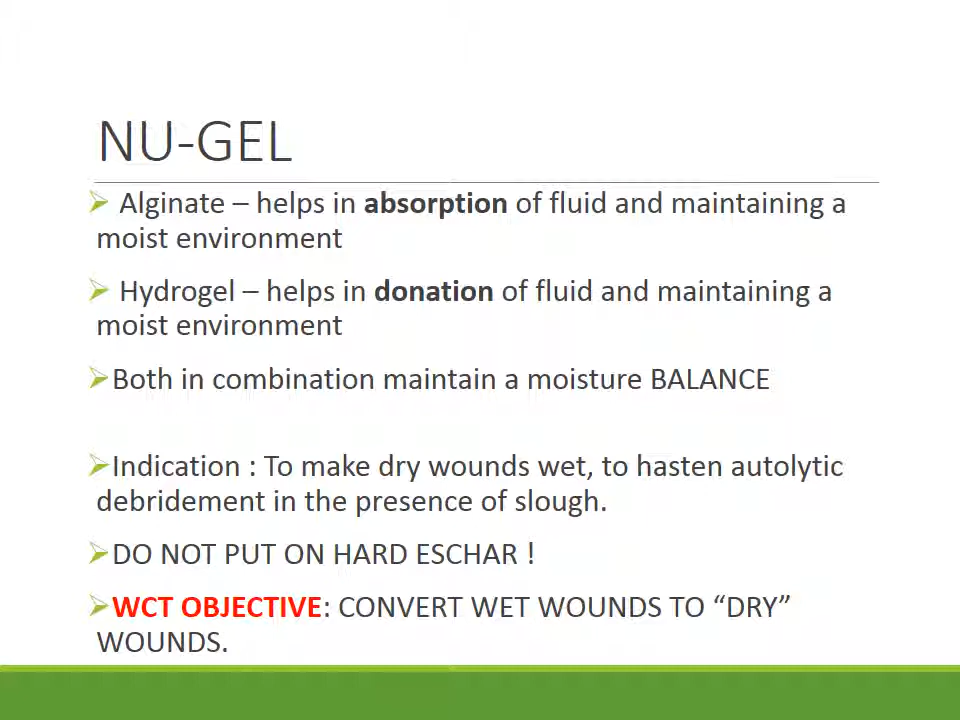 NU-GEL
Alginate – helps in absorption of fluid and maintaining a
moist environment
Hydrogel – helps in donation of fluid and maintaining a
moist environment
Both in combination maintain a moisture BALANCE
Indication : To make dry wounds wet, to hasten autolytic
debridement in the presence of slough.
DO NOT PUT ON HARD ESCHAR !
WCT OBJECTIVE: CONVERT WET WOUNDS TO “DRY”
WOUNDS.